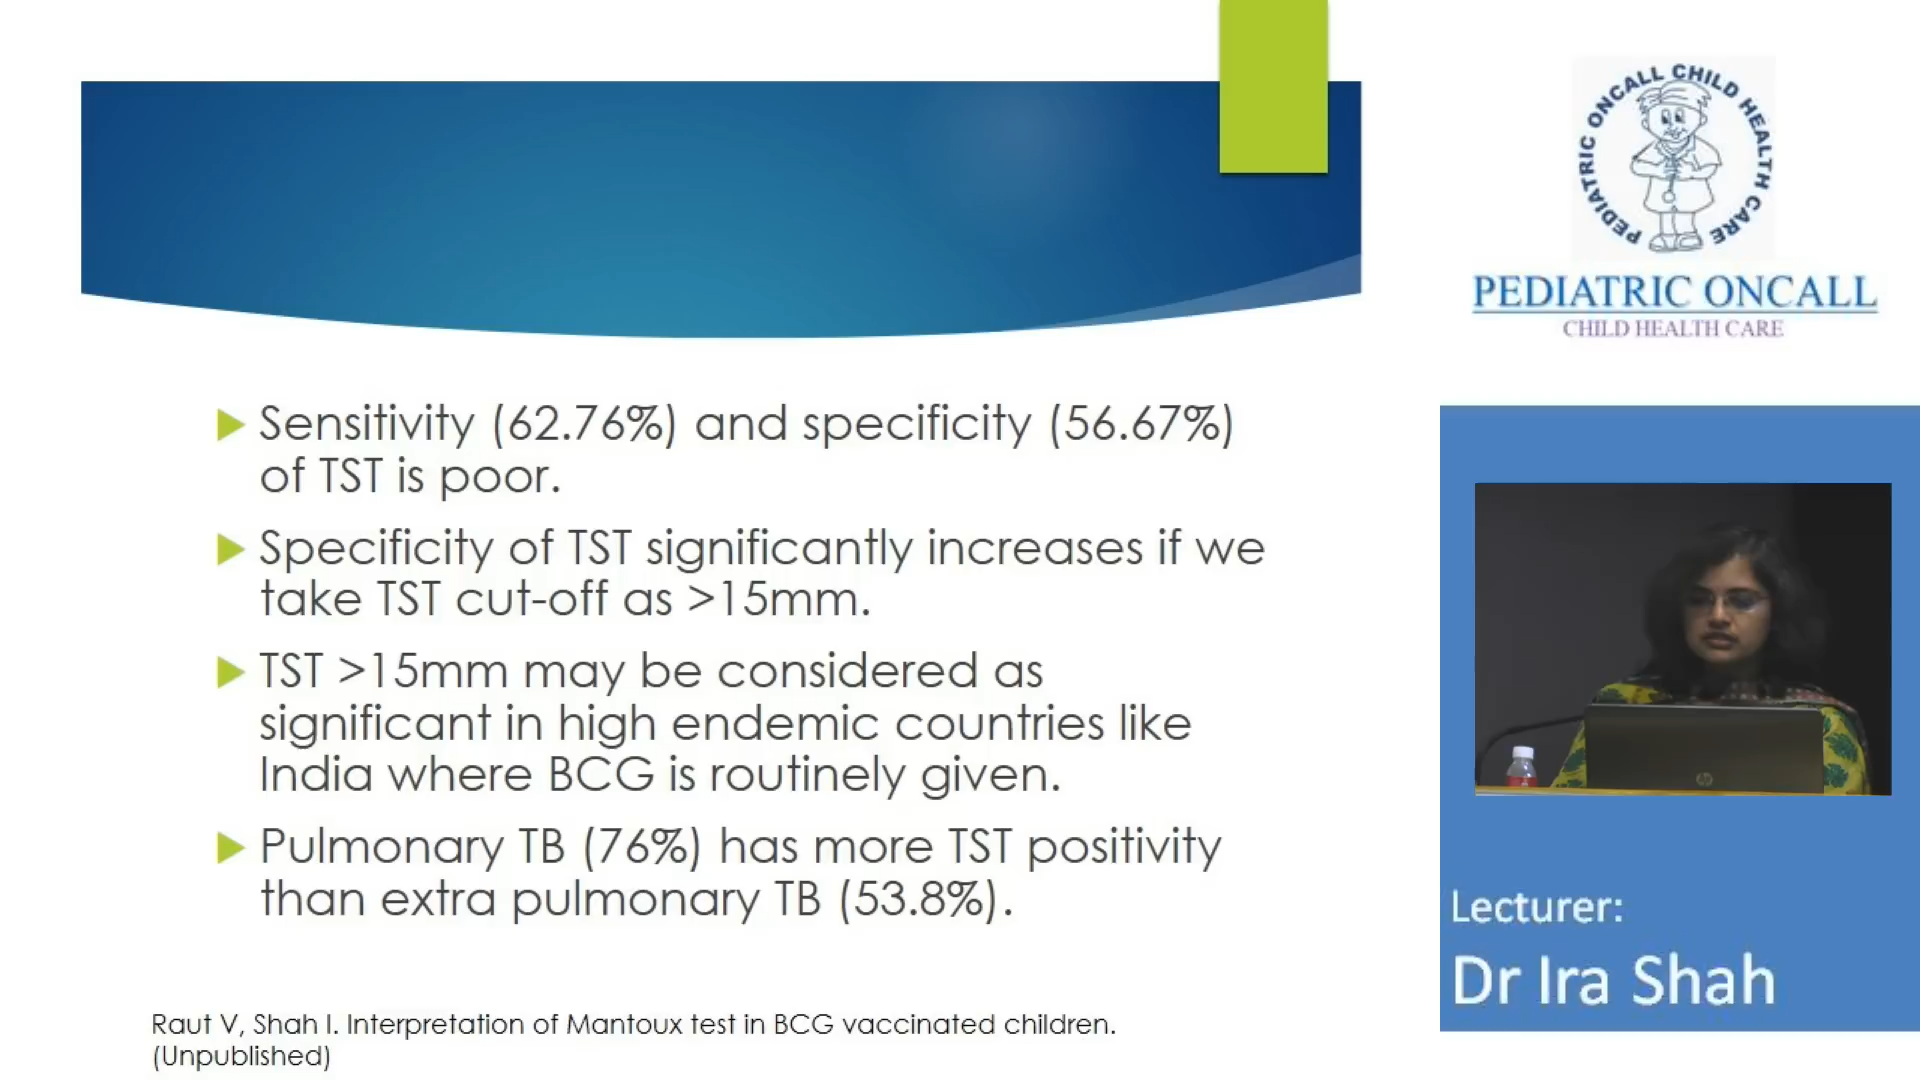 Sensitivity (62.76%) and specificity (56.67%)
of TST is poor.
Specificity of TST significantly increases if we
take TST cut-off as >15mm.
TST >15mm may be considered as
significant in high endemic countries like
India where BCG is routinely given.
Pulmonary TB (76%) has more TST positivity
than extra pulmonary TB (53.8%).
Raut V, Shah I. Interpretation of Mantoux test in BCG vaccinated children.
(Unpublished)
PEDIATRIC ONCALL CHILD HEALTH CARE
PEDIATRIC ONCALL
CHILD HEALTH CARE
hp
Lecturer:
Dr Ira Shah